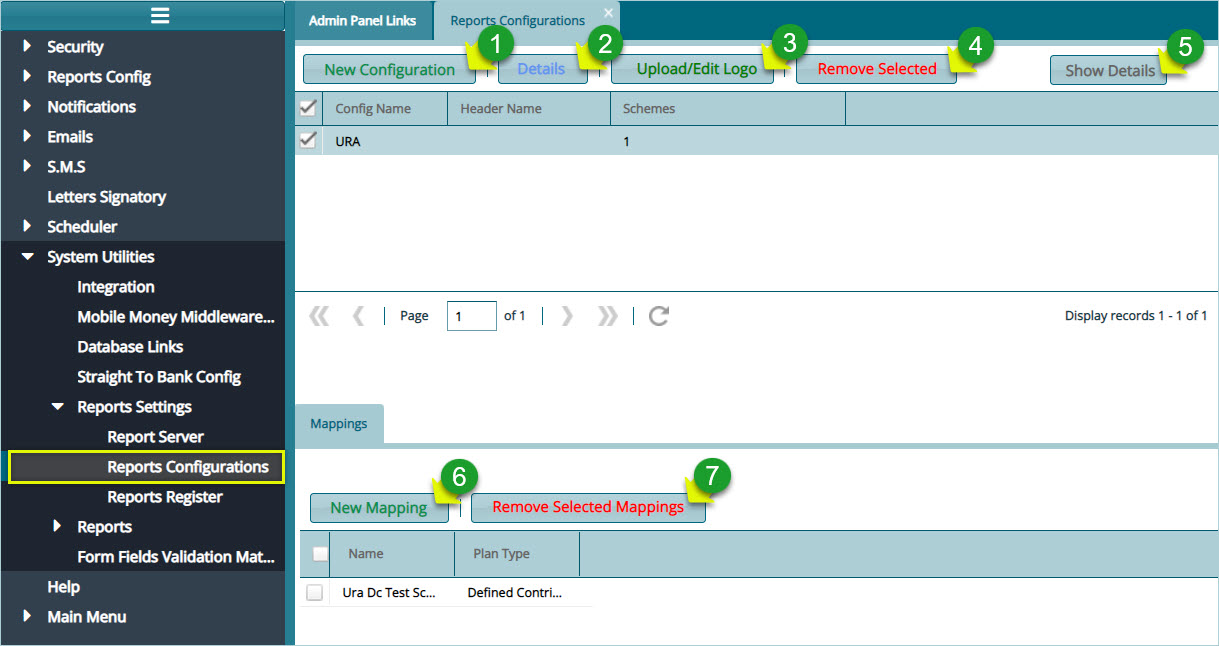 Admin Panel Links
Reports Configurations
Security
Reports Config
Notifications
Emails
S.M.S
Letters Signatory
Scheduler
System Utilities
Integration
Mobile Money Middleware...
Database Links
Straight To Bank Config
Reports Settings
Report Server
Reports Configurations
Reports Register
Reports
Form Fields Validation Mat...
Help
Main Menu
1 2 3 4 5
New Configuration Details Upload/Edit Logo Remove Selected Show Details
Config Name Header Name Schemes
URA 1
Page 1 of 1 Display records 1 - 1 of 1
Mappings
6 7
New Mapping Remove Selected Mappings
Name Plan Type
Ura Dc Test Sc... Defined Contri...